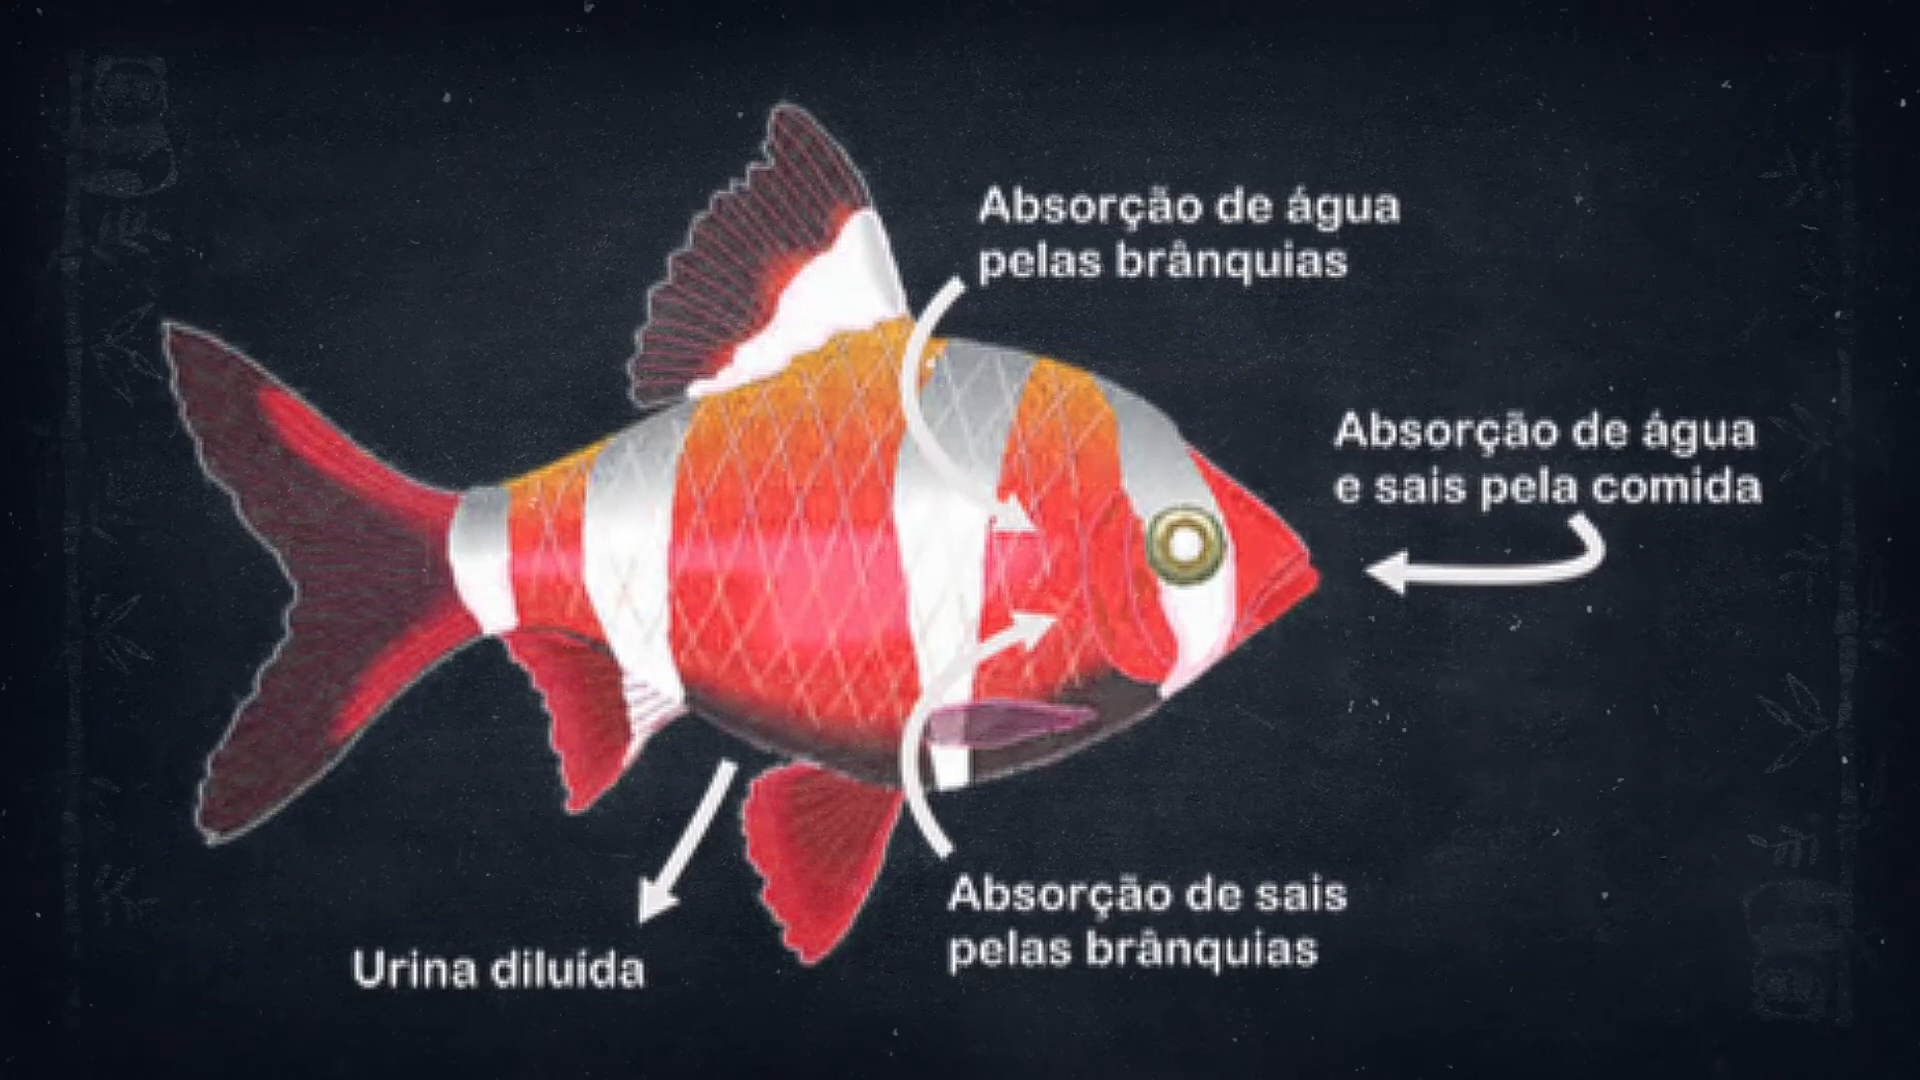 Absorção de água
pelas brânquias
Absorção de água
e sais pela comida
Absorção de sais
pelas brânquias
Urina diluída